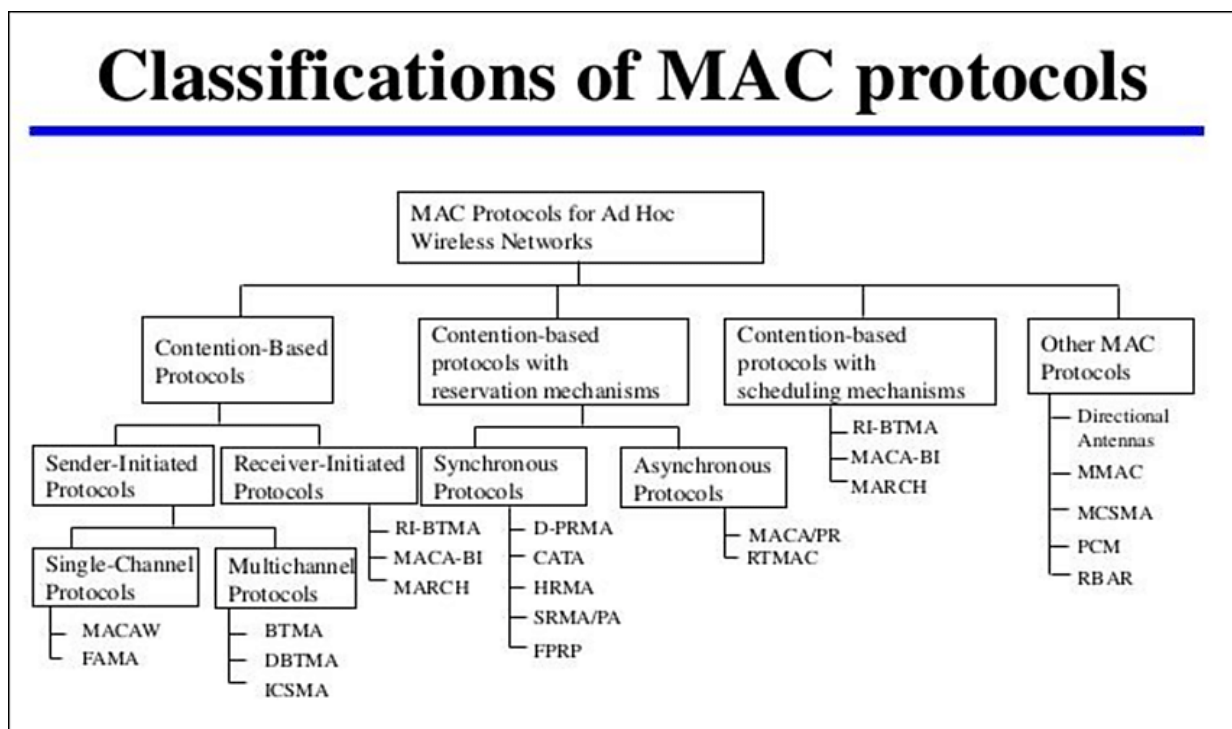 Classifications of MAC protocols
MAC Protocols for Ad Hoc
Wireless Networks
Contention-Based
Protocols
Contention-based
protocols with
reservation mechanisms
Contention-based
protocols with
scheduling mechanisms
Other MAC
Protocols
RI-BTMA
MACA-BI
MARCH
Directional
Antennas
MMAC
MCSMA
PCM
RBAR
Sender-Initiated
Protocols
Receiver-Initiated
Protocols
Synchronous
Protocols
Asynchronous
Protocols
RI-BTMA
MACA-BI
MARCH
D-PRMA
CATA
HRMA
SRMA/PA
FPRP
MACA/PR
RTMAC
Single-Channel
Protocols
Multichannel
Protocols
MACAW
FAMA
BTMA
DBTMA
ICSMA